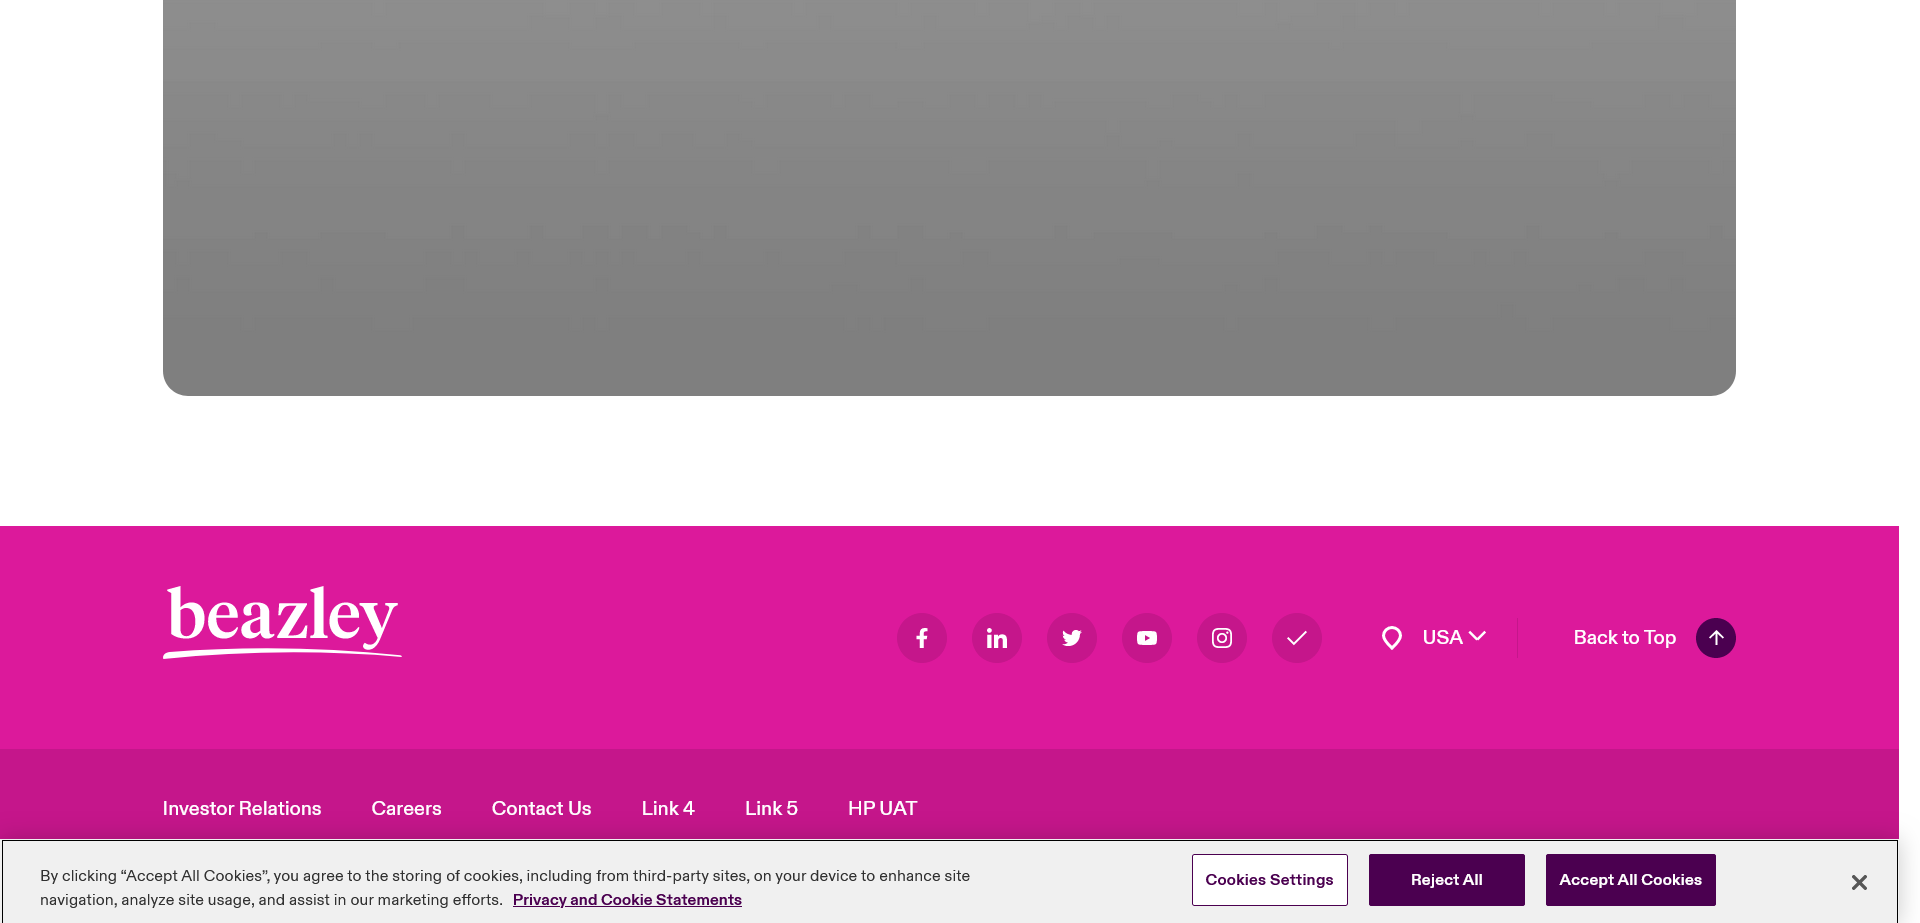 beazley
USA
Back to Top
Investor Relations
Careers
Contact Us
Link 4
Link 5
HP UAT
By clicking “Accept All Cookies”, you agree to the storing of cookies, including from third-party sites, on your device to enhance site
navigation, analyze site usage, and assist in our marketing efforts. Privacy and Cookie Statements
Cookies Settings
Reject All
Accept All Cookies